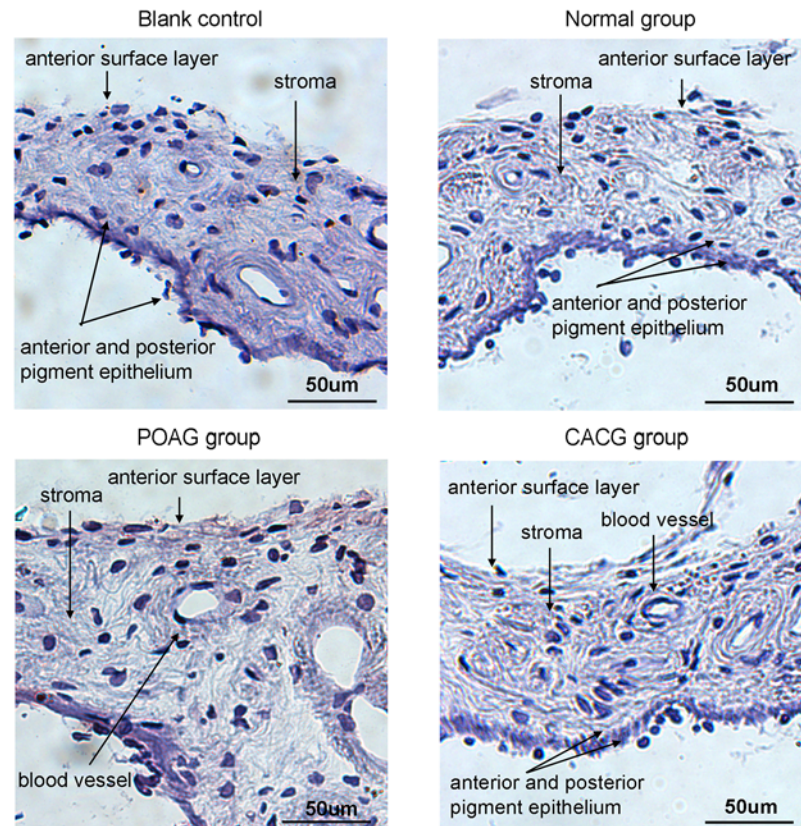 Blank control
anterior surface layer
stroma
anterior and posterior
pigment epithelium
50um
Normal group
anterior surface layer
stroma
anterior and posterior
pigment epithelium
50um
POAG group
anterior surface layer
stroma
blood vessel
50um
CACG group
anterior surface layer
blood vessel
stroma
anterior and posterior
pigment epithelium
50um